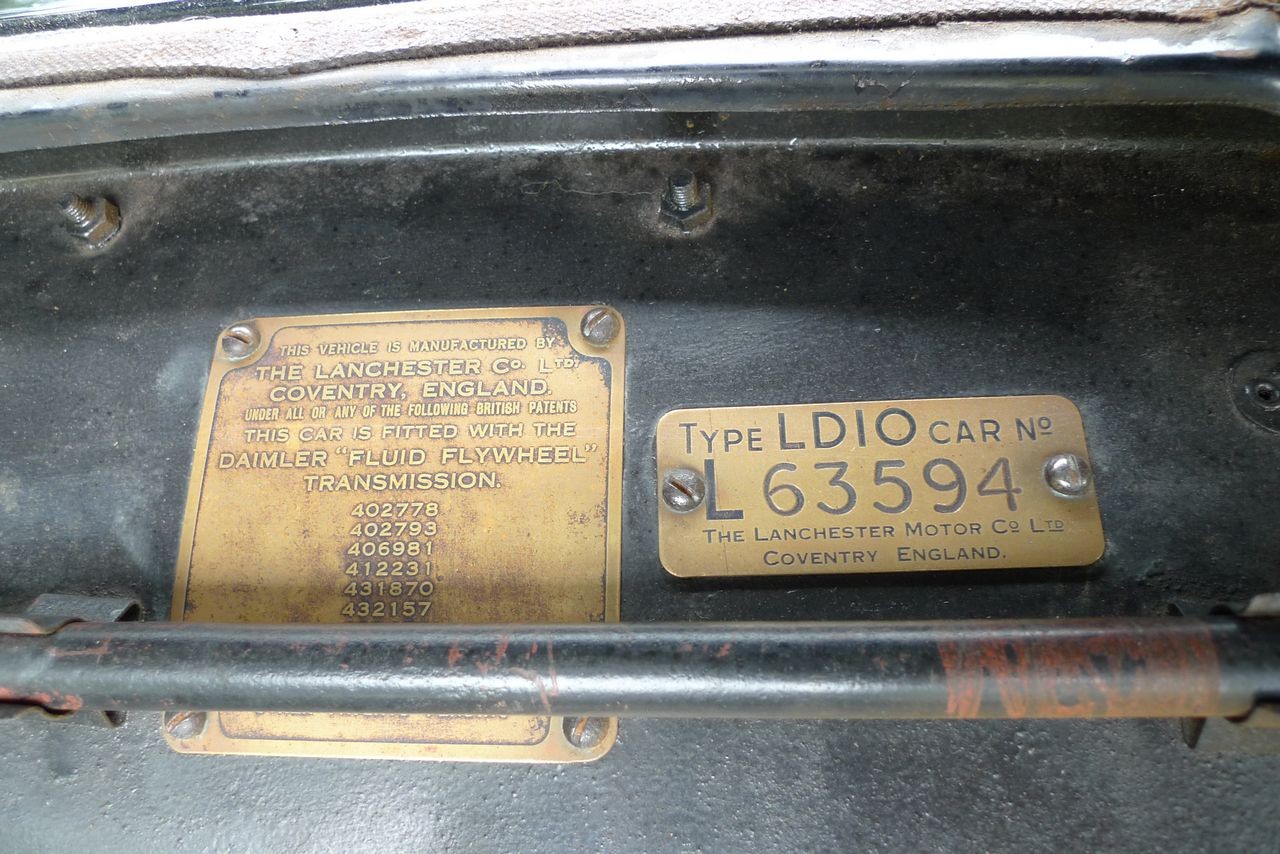 THIS VEHICLE IS MANUFACTURED BY
THE LANCHESTER Co. LTD,
COVENTRY, ENGLAND.
UNDER ALL OR ANY OF THE FOLLOWING BRITISH PATENTS
THIS CAR IS FITTED WITH THE
DAIMLER "FLUID FLYWHEEL"
TRANSMISSION.
402778
402793
406981
412231
431870
432157
TYPE LD10 CAR No
L 63594
THE LANCHESTER MOTOR Co LTD
COVENTRY ENGLAND.